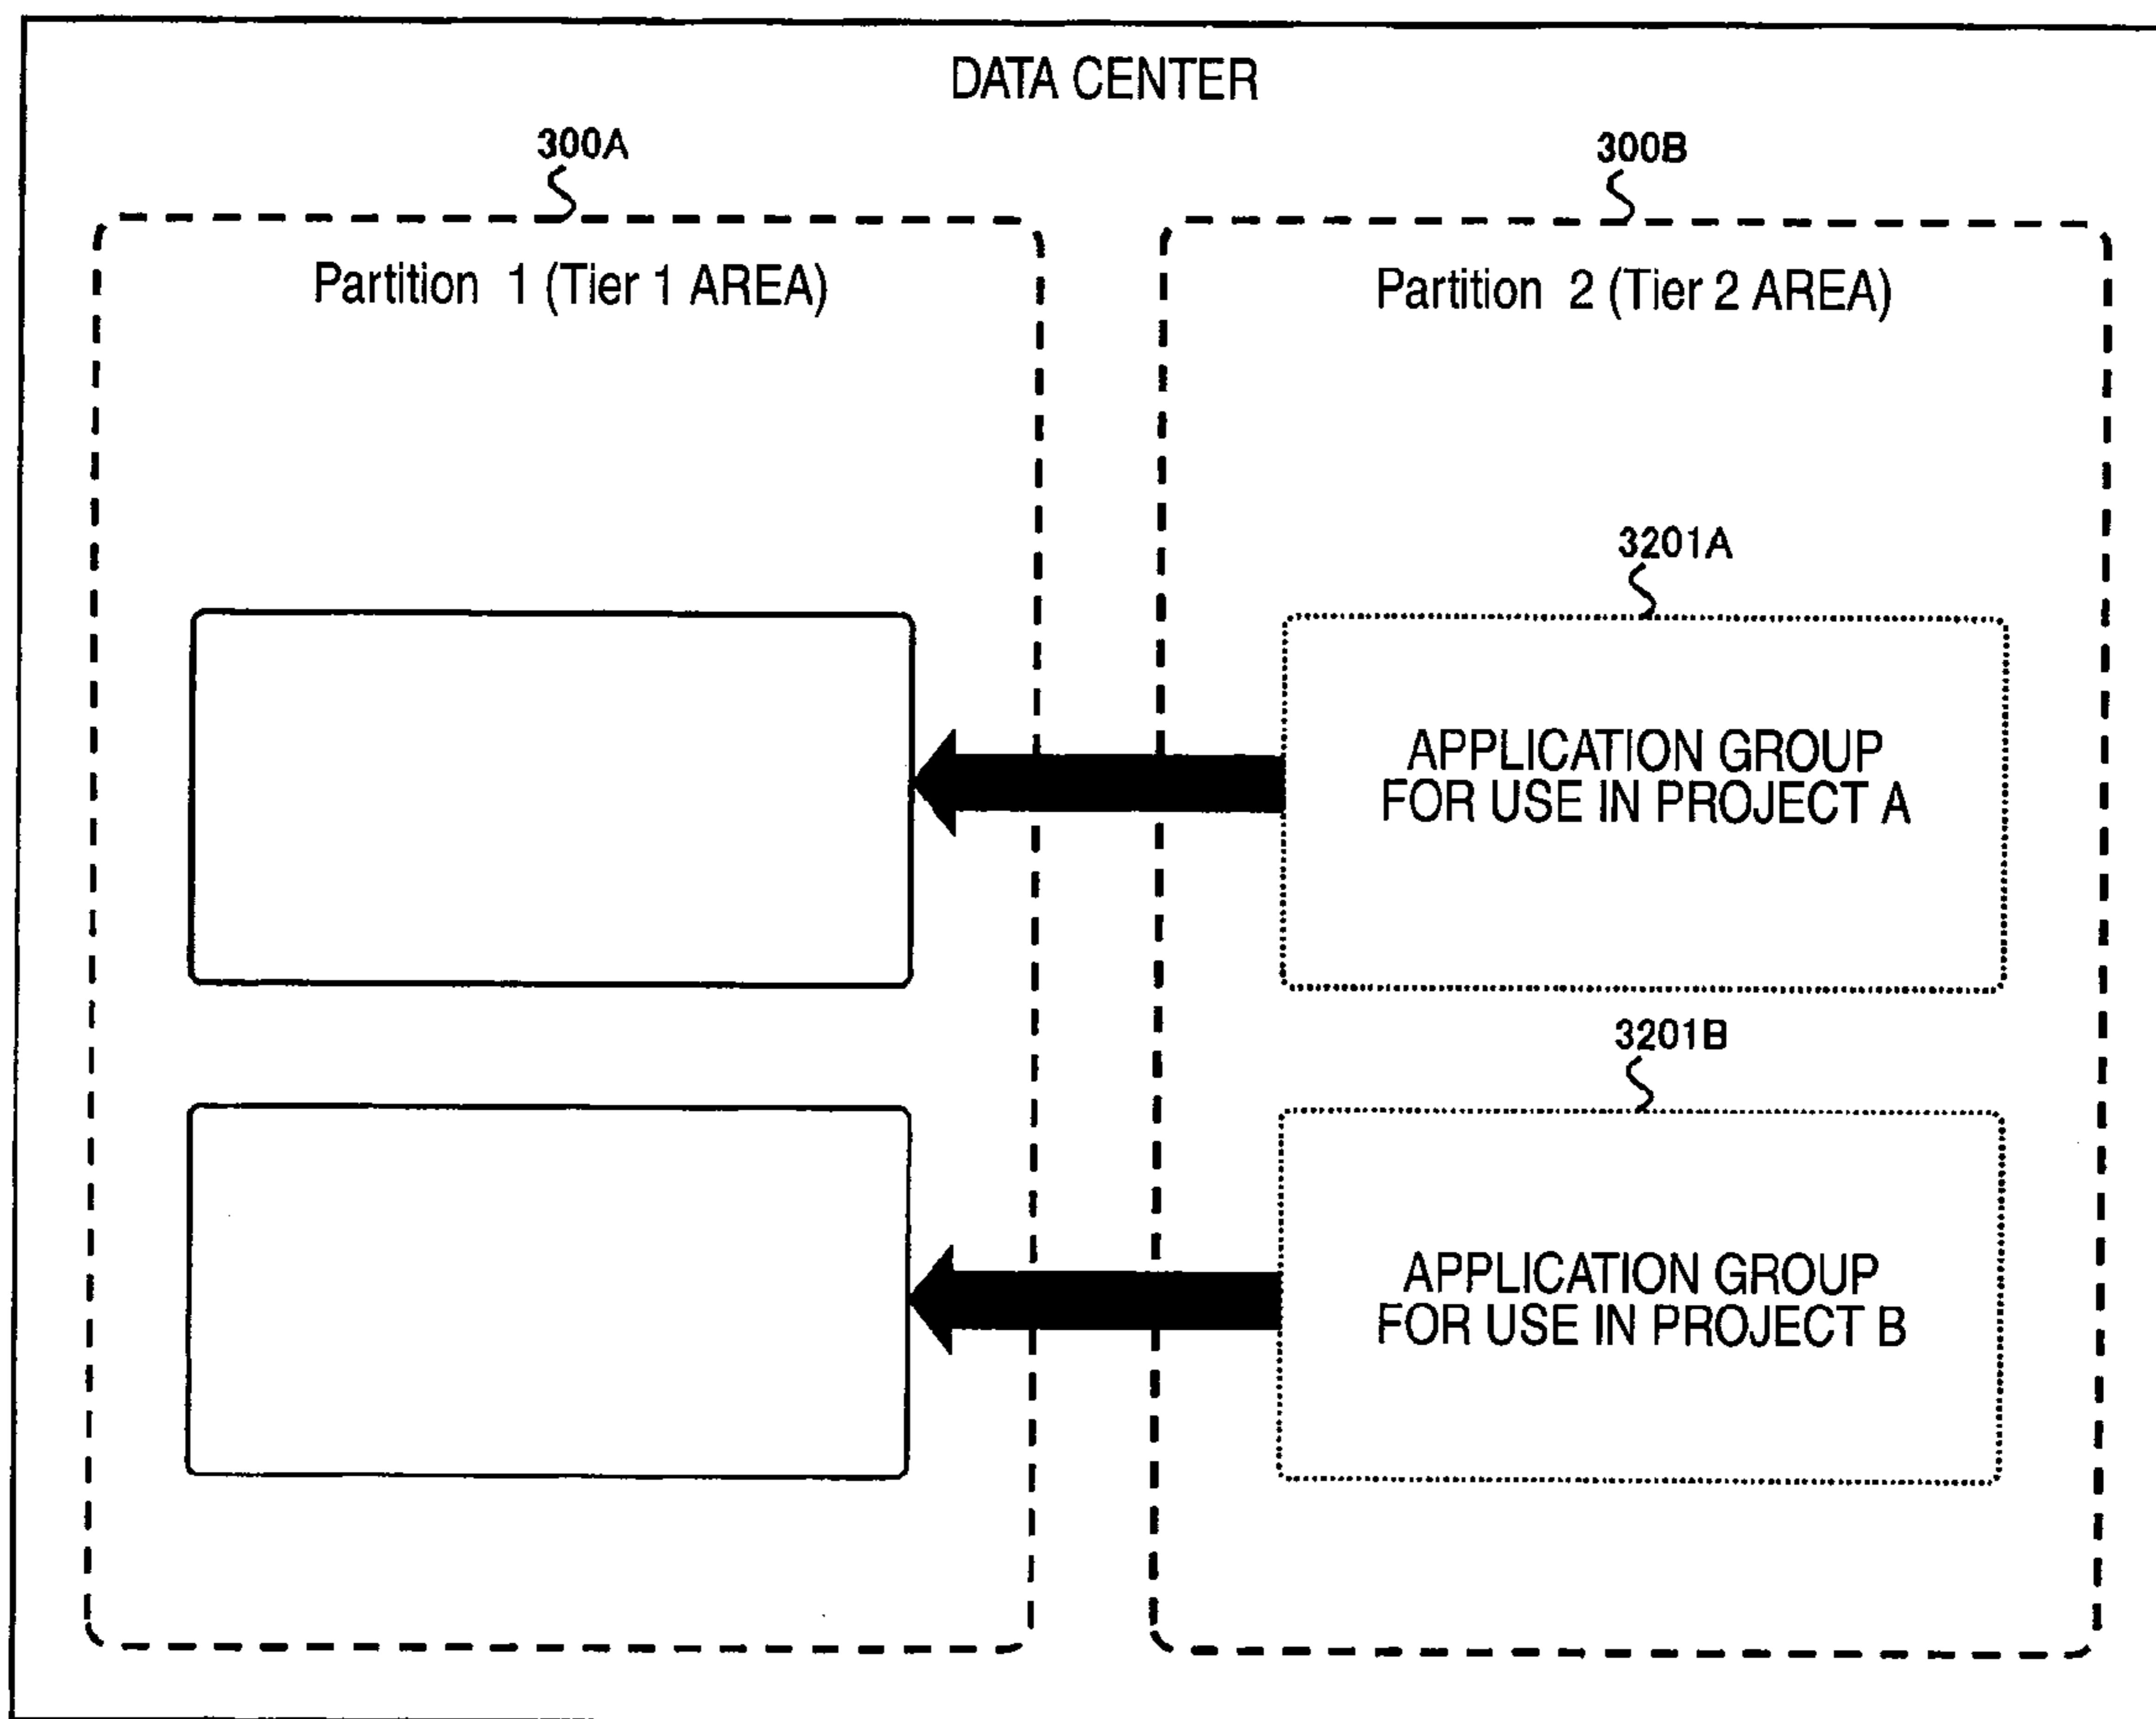 DATA CENTER
300A
300B
Partition 1 (Tier 1 AREA)
Partition 2 (Tier 2 AREA)
3201A
APPLICATION GROUP
FOR USE IN PROJECT A
3201B
APPLICATION GROUP
FOR USE IN PROJECT B